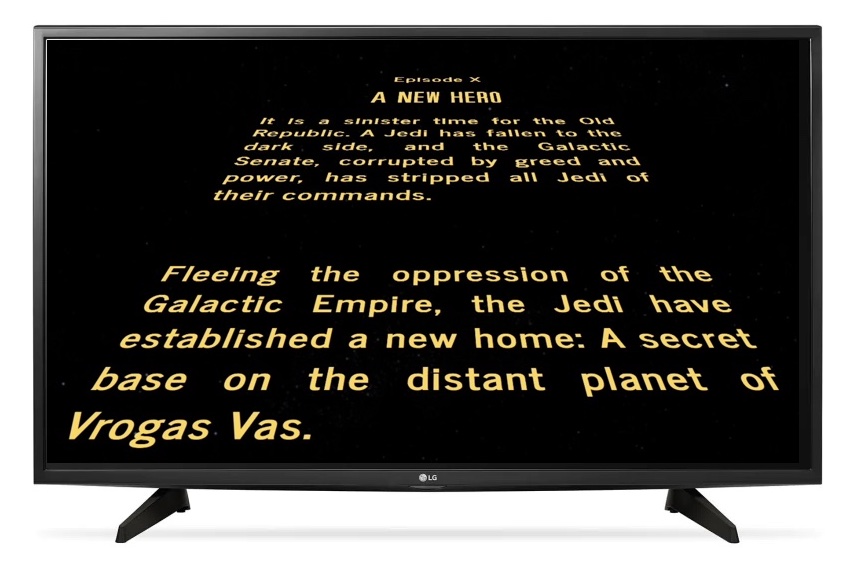 Episode X
A NEW HERO
It is a sinister time for the Old
Republic. A Jedi has fallen to the
dark side, and the Galactic
Senate, corrupted by greed and
power, has stripped all Jedi of
their commands.
Fleeing the oppression of the
Galactic Empire, the Jedi have
established a new home: A secret
base on the distant planet of
Vrogas Vas.
LG